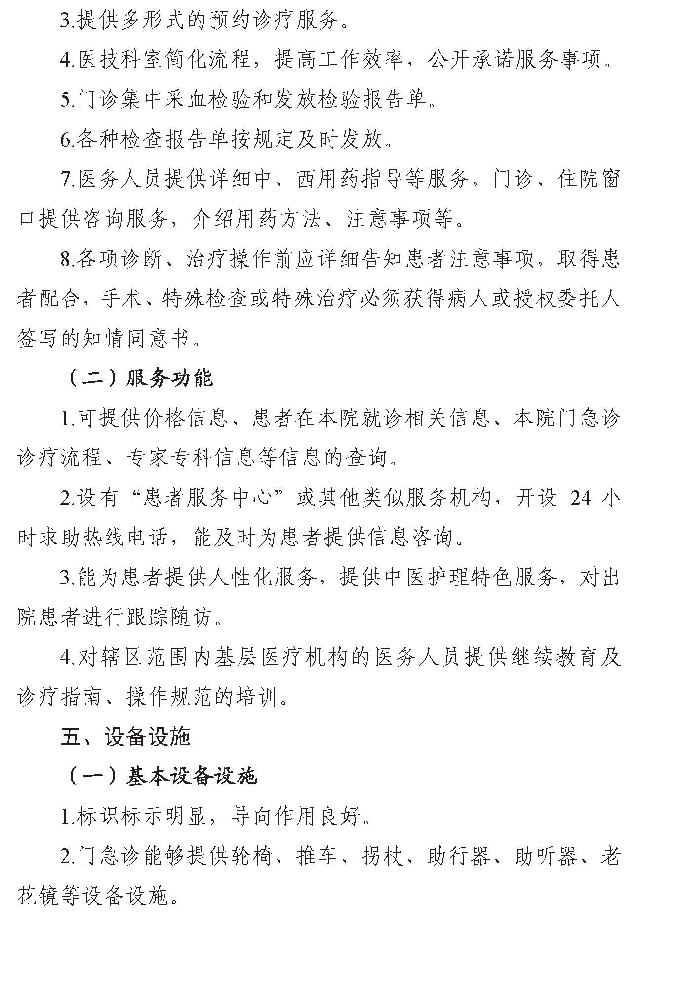 3.提供多形式的预约诊疗服务。
4.医技科室简化流程，提高工作效率，公开承诺服务事项。
5.门诊集中采血检验和发放检验报告单。
6.各种检查报告单按规定及时发放。
7.医务人员提供详细中、西用药指导等服务，门诊、住院窗
口提供咨询服务，介绍用药方法、注意事项等。
8.各项诊断、治疗操作前应详细告知患者注意事项，取得患
者配合，手术、特殊检查或特殊治疗必须获得病人或授权委托人
签写的知情同意书。
（二）服务功能
1.可提供价格信息、患者在本院就诊相关信息、本院门急诊
诊疗流程、专家专科信息等信息的查询。
2.设有“患者服务中心”或其他类似服务机构，开设 24 小
时求助热线电话，能及时为患者提供信息咨询。
3.能为患者提供人性化服务，提供中医护理特色服务，对出
院患者进行跟踪随访。
4.对辖区范围内基层医疗机构的医务人员提供继续教育及
诊疗指南、操作规范的培训。
五、设备设施
（一）基本设备设施
1.标识标示明显，导向作用良好。
2.门急诊能够提供轮椅、推车、拐杖、助行器、助听器、老
花镜等设备设施。